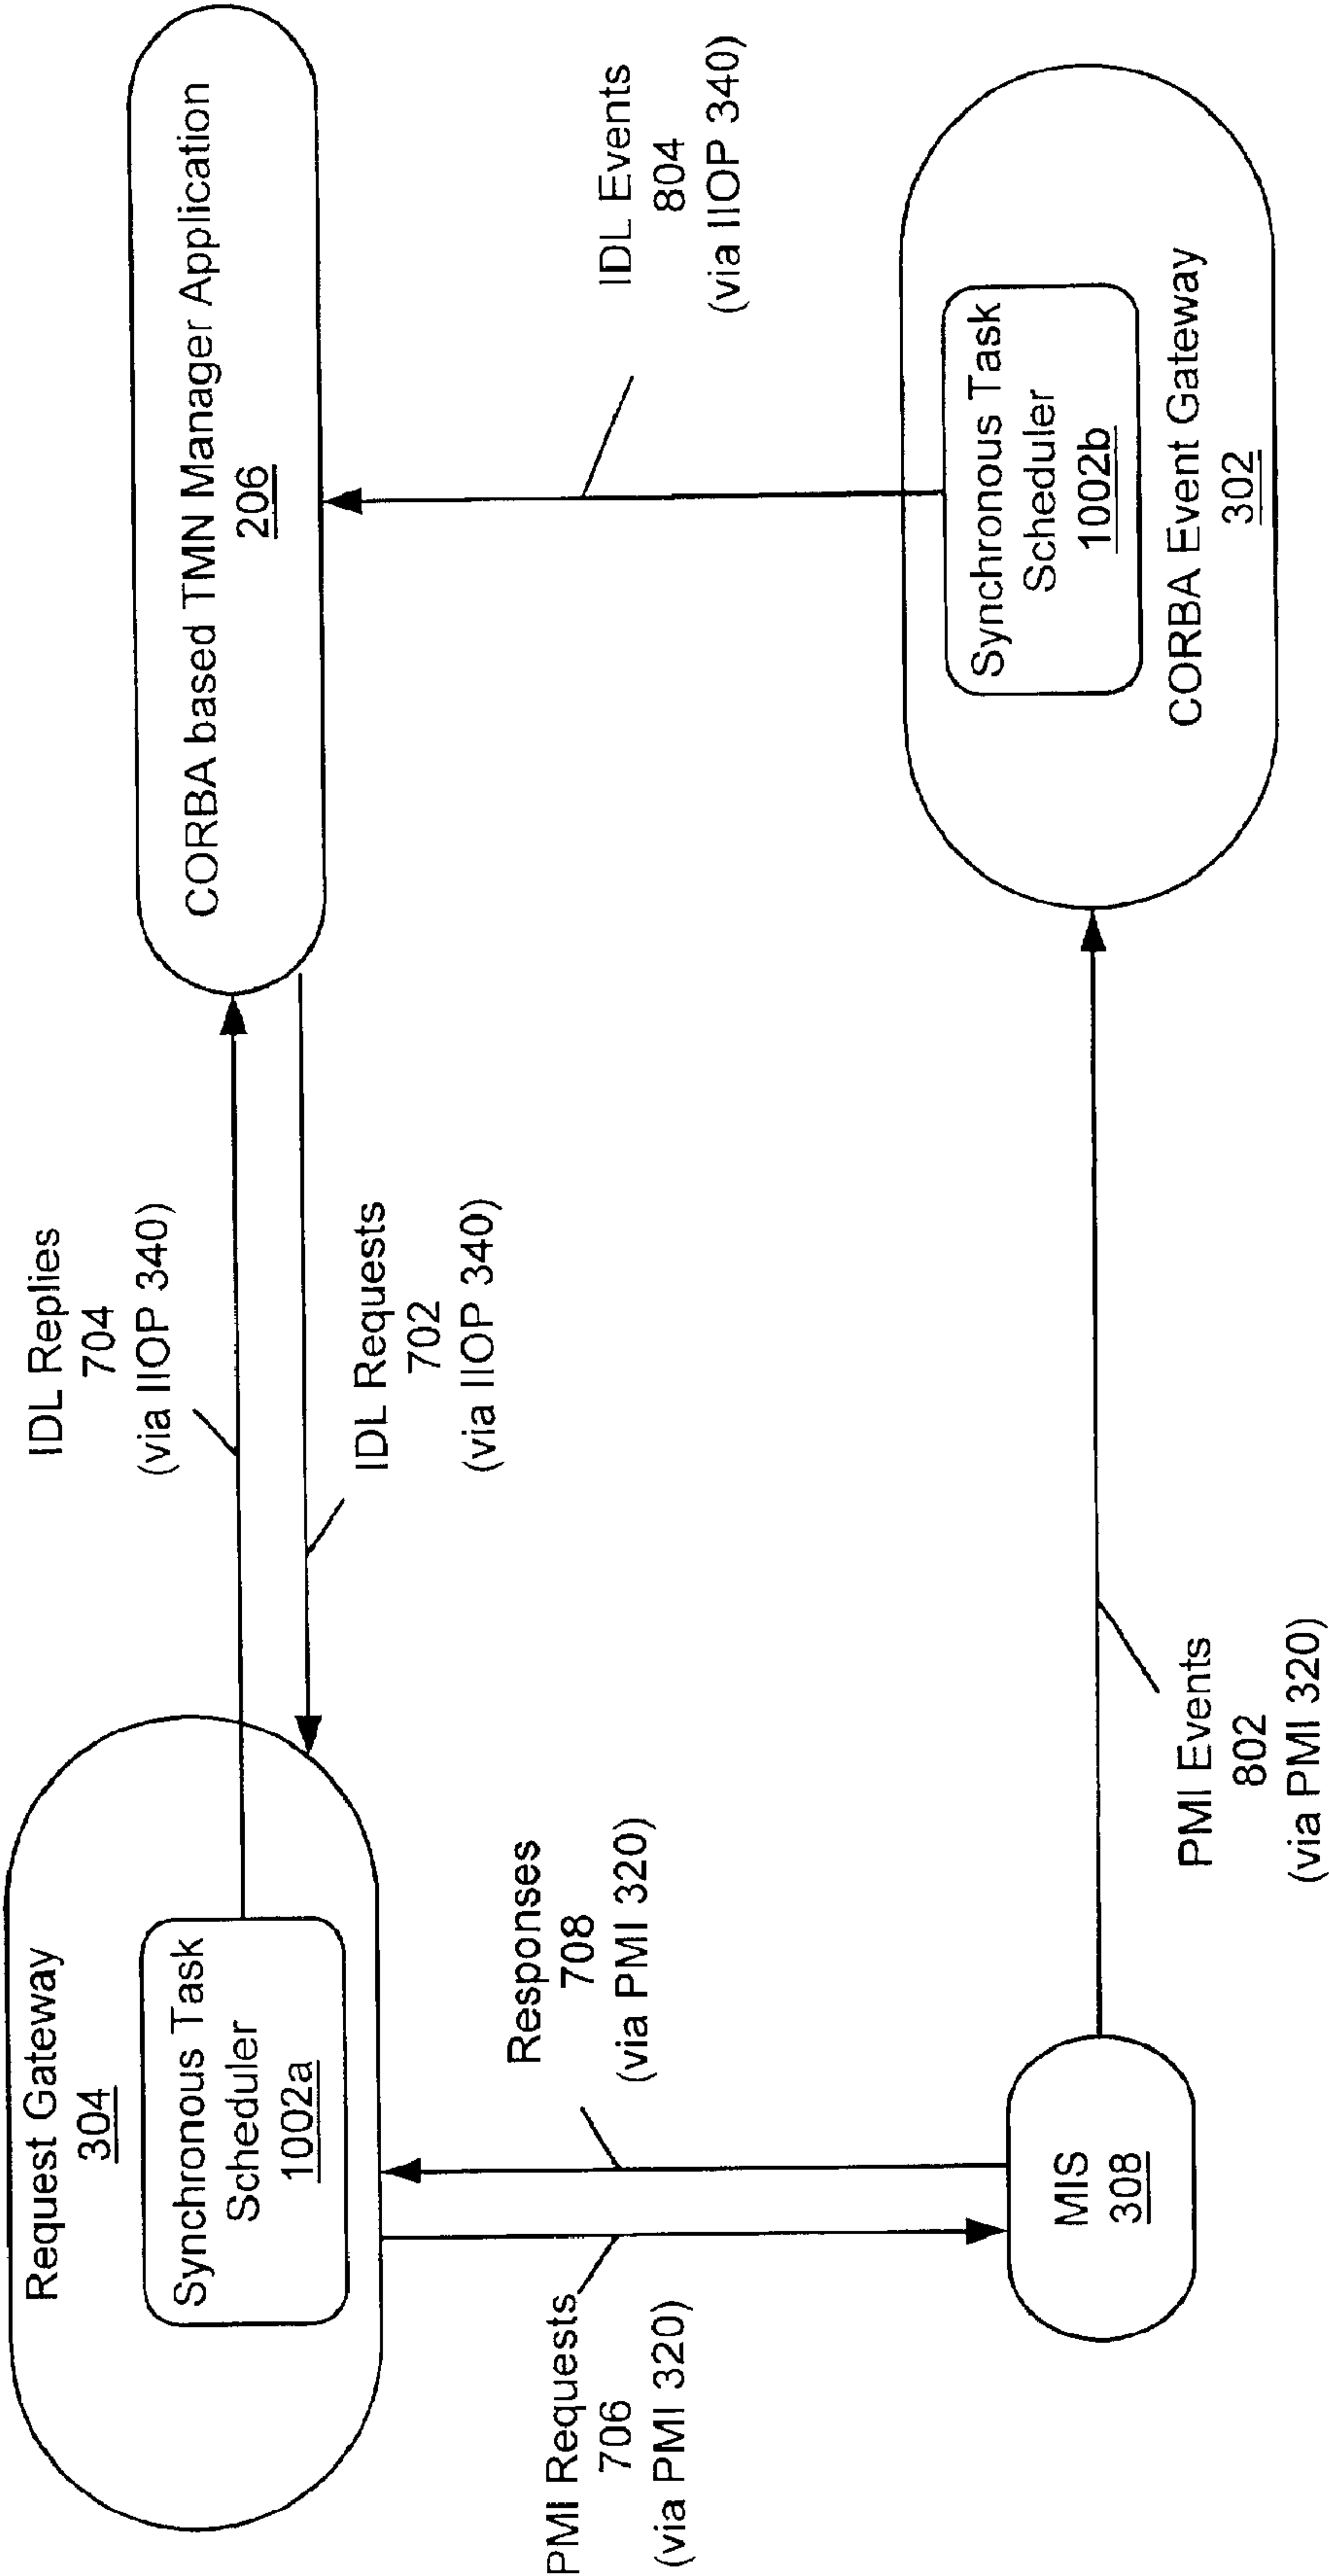 Request Gateway
304
Synchronous Task
Scheduler
1002a
IDL Replies
704
(via IIOP 340)
IDL Requests
702
(via IIOP 340)
CORBA based TMN Manager Application
206
PMI Requests
706
(via PMI 320)
Responses
708
(via PMI 320)
IDL Events
804
(via IIOP 340)
MIS
308
PMI Events
802
(via PMI 320)
Synchronous Task
Scheduler
1002b
CORBA Event Gateway
302